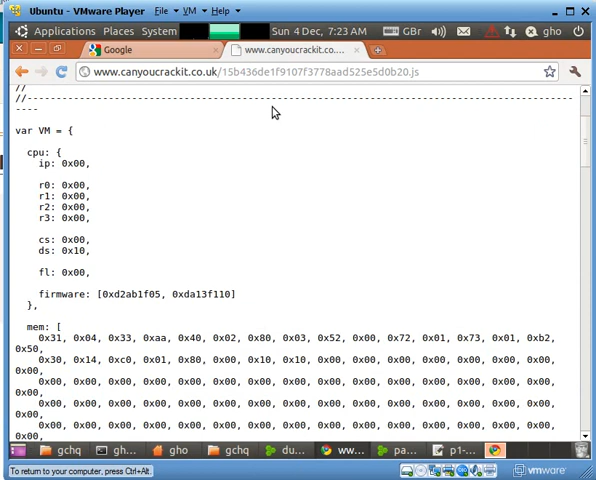 Ubuntu - VMware Player File VM Help
Applications Places System Sun 4 Dec, 7:23 AM GBr gho
Google www.canyoucrackit.co....
www.canyoucrackit.co.uk/15b436de1f9107f3778aad525e5d0b20.js
//
//--------------------------------------------------------------------------------
----
var VM = {
cpu: {
ip: 0x00,
r0: 0x00,
r1: 0x00,
r2: 0x00,
r3: 0x00,
cs: 0x00,
ds: 0x10,
fl: 0x00,
firmware: [0xd2ab1f05, 0xda13f110]
},
mem: [
0x31, 0x04, 0x33, 0xaa, 0x40, 0x02, 0x80, 0x03, 0x52, 0x00, 0x72, 0x01, 0x73, 0x01, 0xb2,
0x50,
0x30, 0x14, 0xc0, 0x01, 0x80, 0x00, 0x10, 0x10, 0x00, 0x00, 0x00, 0x00, 0x00, 0x00, 0x00,
0x00,
0x00, 0x00, 0x00, 0x00, 0x00, 0x00, 0x00, 0x00, 0x00, 0x00, 0x00, 0x00, 0x00, 0x00, 0x00,
0x00,
0x00, 0x00, 0x00, 0x00, 0x00, 0x00, 0x00, 0x00, 0x00, 0x00, 0x00, 0x00, 0x00, 0x00, 0x00,
0x00,
0x00, 0x00, 0x00, 0x00, 0x00, 0x00, 0x00, 0x00, 0x00, 0x00, 0x00, 0x00, 0x00, 0x00, 0x00,
0x00,
gchq gh... gho gchq du... ww... pa... p1-...
To return to your computer, press Ctrl+Alt.
vmware